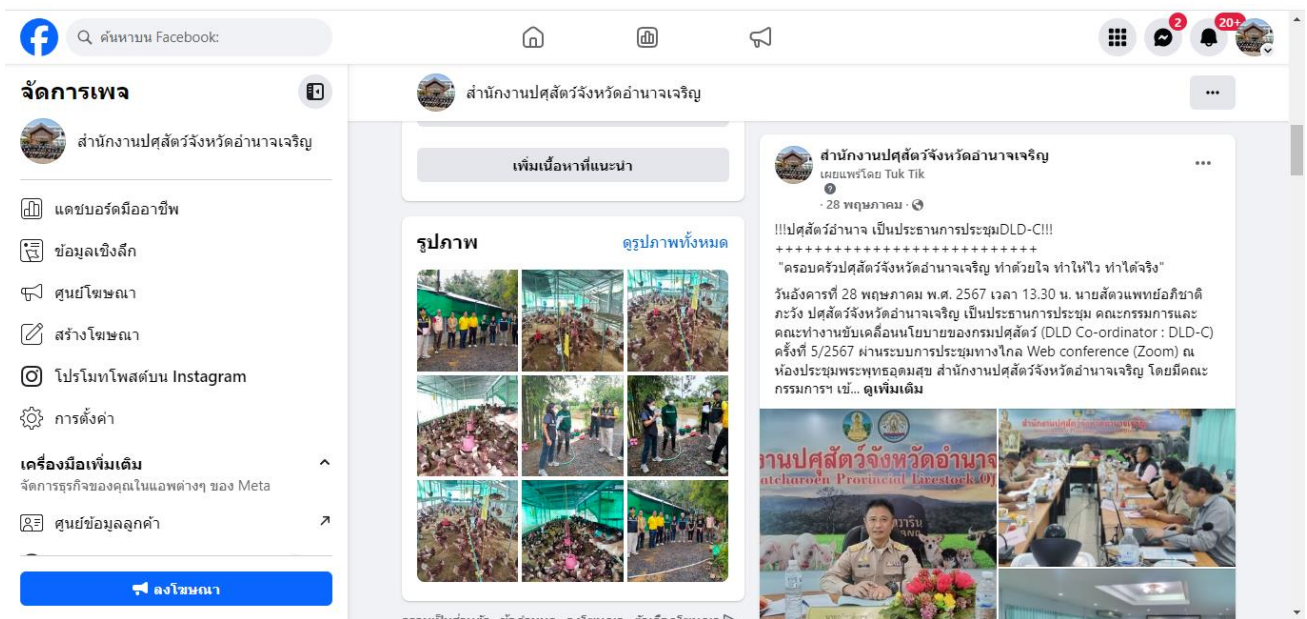 ค้นหาบน Facebook:
2
20+
จัดการเพจ
สำนักงานปศุสัตว์จังหวัดอำนาจเจริญ
แดชบอร์ดมืออาชีพ
ข้อมูลเชิงลึก
ศูนย์โฆษณา
สร้างโฆษณา
โปรโมทโพสต์บน Instagram
การตั้งค่า
เครื่องมือเพิ่มเติม
จัดการธุรกิจของคุณในแอพต่างๆ ของ Meta
ศูนย์ข้อมูลลูกค้า
ลงโฆษณา
สำนักงานปศุสัตว์จังหวัดอำนาจเจริญ
เพิ่มเนื้อหาที่แนะนำ
รูปภาพ
ดูรูปภาพทั้งหมด
สำนักงานปศุสัตว์จังหวัดอำนาจเจริญ
เผยแพร่โดย Tuk Tik
· 28 พฤษภาคม ·
!!!ปศุสัตว์อำนาจ เป็นประธานการประชุมDLD-C!!!
+++++++++++++++++++++++++++
"ครอบครัวปศุสัตว์จังหวัดอำนาจเจริญ ทำด้วยใจ ทำให้ไว ทำได้จริง"
วันอังคารที่ 28 พฤษภาคม พ.ศ. 2567 เวลา 13.30 น. นายสัตวแพทย์อภิชาติ
ภะวัง ปศุสัตว์จังหวัดอำนาจเจริญ เป็นประธานการประชุม คณะกรรมการและ
คณะทำงานขับเคลื่อนนโยบายของกรมปศุสัตว์ (DLD Co-ordinator : DLD-C)
ครั้งที่ 5/2567 ผ่านระบบการประชุมทางไกล Web conference (Zoom) ณ
ห้องประชุมพระพุทธอุดมสุข สำนักงานปศุสัตว์จังหวัดอำนาจเจริญ โดยมีคณะ
กรรมการฯ เข้... ดูเพิ่มเติม
านปศุสัตว์จังหวัดอำนาจ
atcharoen Provincial Livestock Of